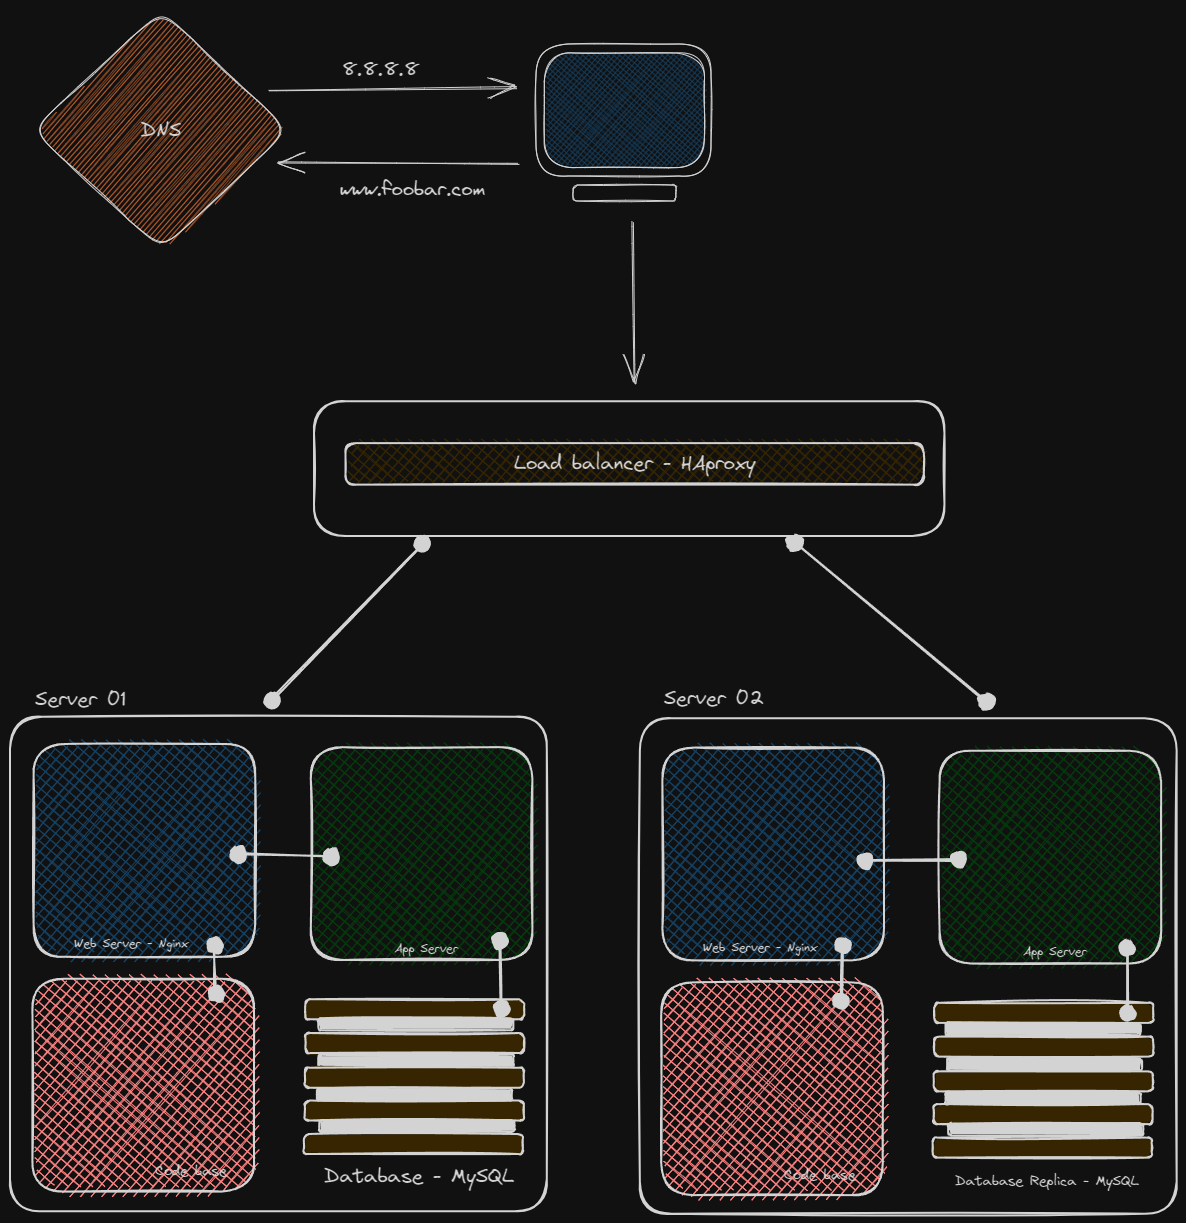 8.8.8.8
DNS
www.foobar.com
Load balancer - HAproxy
Server 01
Server 02
Web Server - Nginx
App Server
Web Server - Nginx
App Server
Code base
Database - MySQL
Code base
Database Replica - MySQL